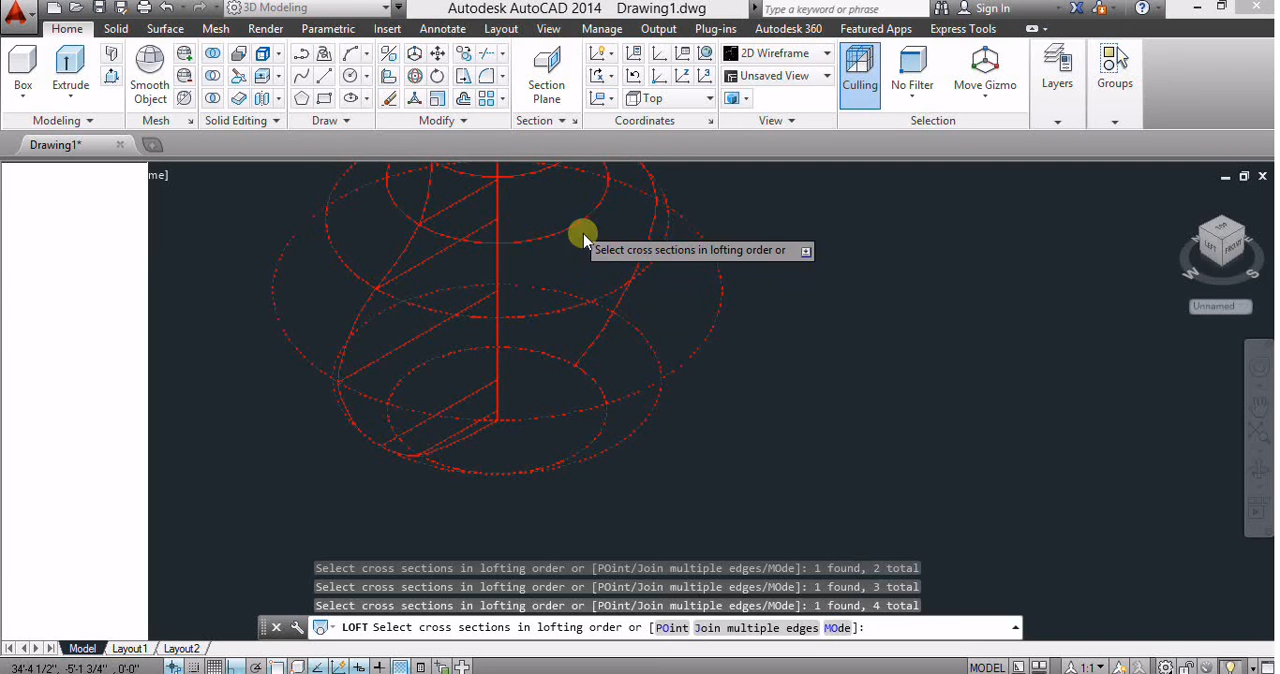 3D Modeling
Autodesk AutoCAD 2014 Drawing1.dwg
Type a keyword or phrase
Sign In
Home Solid Surface Mesh Render Parametric Insert Annotate Layout View Manage Output Plug-ins Autodesk 360 Featured Apps Express Tools
2D Wireframe
Unsaved View
Top
Box Extrude Smooth Object Section Plane Culling No Filter Move Gizmo Layers Groups
Modeling Mesh Solid Editing Draw Modify Section Coordinates View Selection
Drawing1*
me]
TOP
LEFT FRONT
W S
Unnamed
Select cross sections in lofting order or
Select cross sections in lofting order or [POint/Join multiple edges/MOde]: 1 found, 2 total
Select cross sections in lofting order or [POint/Join multiple edges/MOde]: 1 found, 3 total
Select cross sections in lofting order or [POint/Join multiple edges/MOde]: 1 found, 4 total
LOFT Select cross sections in lofting order or [POint Join multiple edges MOde]:
Model Layout1 Layout2
34'-4 1/2", -5'-1 3/4" , 0'-0" MODEL 1:1